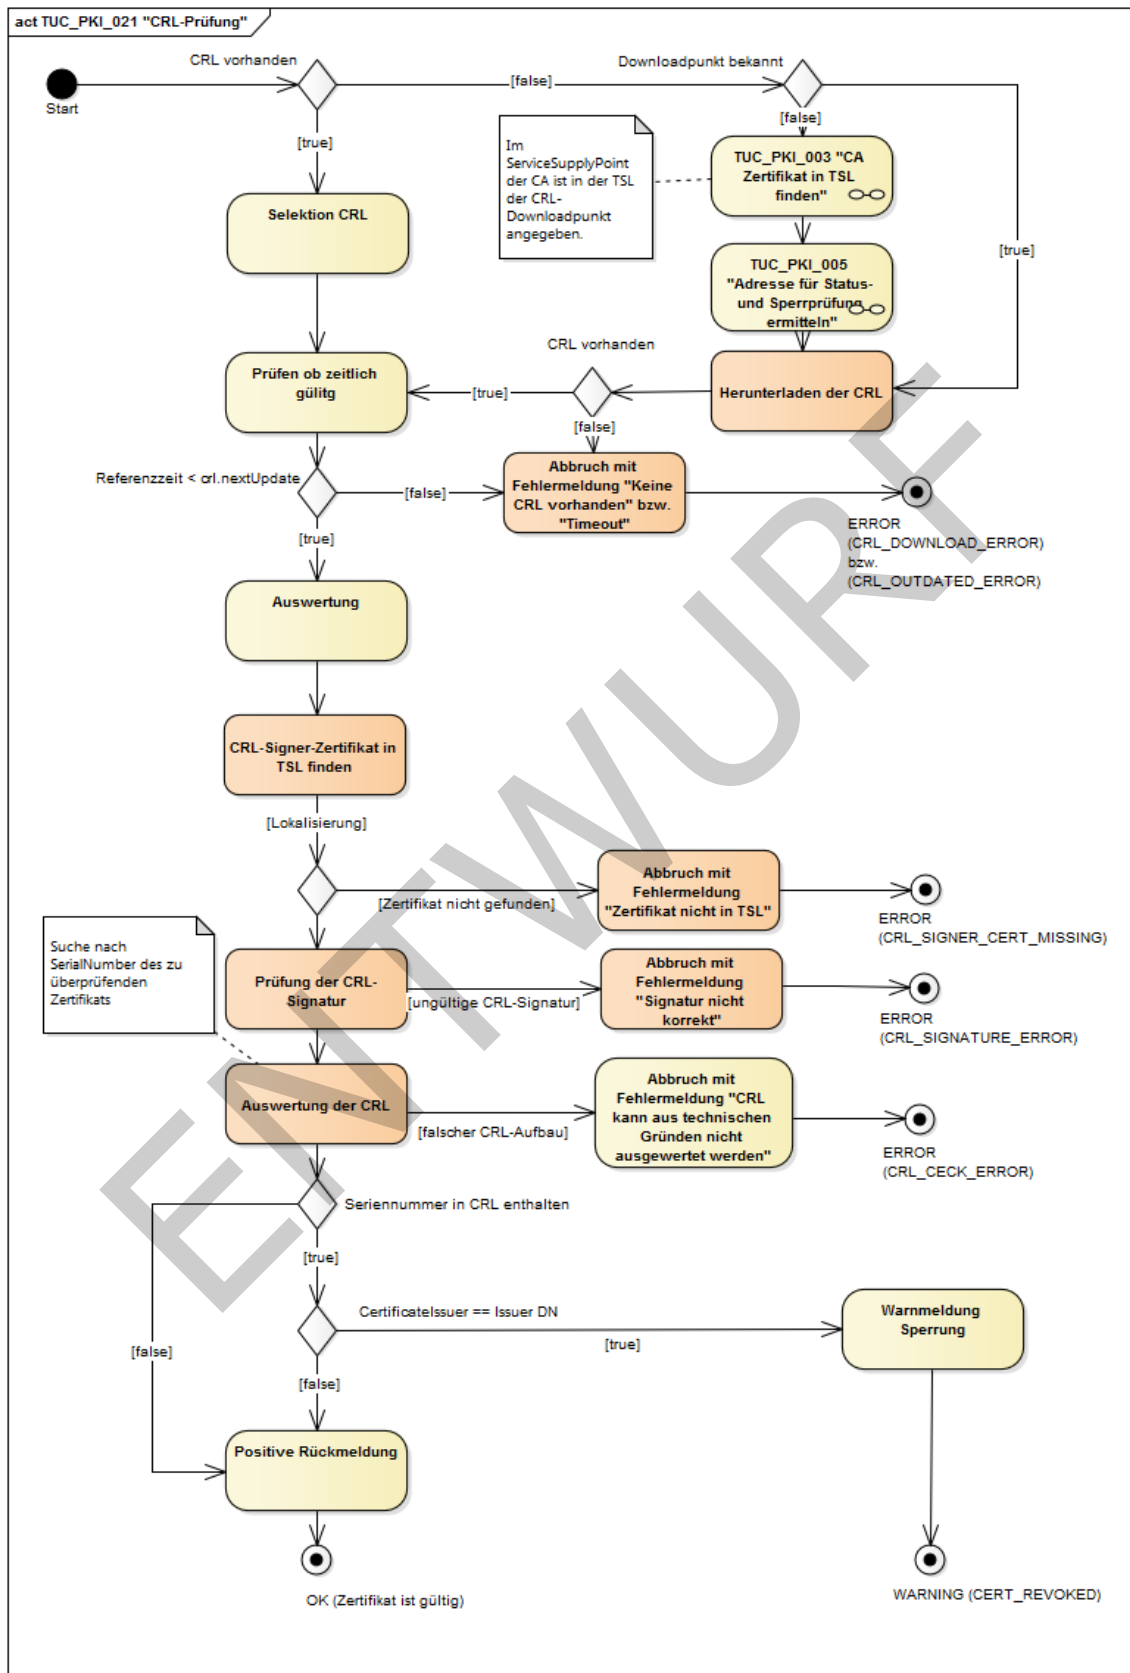 act TUC_PKI_021 "CRL-Prüfung"
CRL vorhanden
Downloadpunkt bekannt
Start
[false]
[true]
[false]
Im
ServiceSupplyPoint
der CA ist in der TSL
der CRL-
Downloadpunkt
angegeben.
TUC_PKI_003 "CA
Zertifikat in TSL
finden"
Selektion CRL
[true]
TUC_PKI_005
"Adresse für Status-
und Sperrprüfung
ermitteln"
CRL vorhanden
Prüfen ob zeitlich
gülitg
[true]
Herunterladen der CRL
[false]
Referenzzeit < crl.nextUpdate
[false]
Abbruch mit
Fehlermeldung "Keine
CRL vorhanden" bzw.
"Timeout"
ERROR
(CRL_DOWNLOAD_ERROR)
bzw.
(CRL_OUTDATED_ERROR)
[true]
Auswertung
CRL-Signer-Zertifikat in
TSL finden
[Lokalisierung]
[Zertifikat nicht gefunden]
Abbruch mit
Fehlermeldung
"Zertifikat nicht in TSL"
ERROR
(CRL_SIGNER_CERT_MISSING)
Suche nach
SerialNumber des zu
überprüfenden
Zertifikats
Prüfung der CRL-
Signatur
[ungültige CRL-Signatur]
Abbruch mit
Fehlermeldung
"Signatur nicht
korrekt"
ERROR
(CRL_SIGNATURE_ERROR)
Auswertung der CRL
[falscher CRL-Aufbau]
Abbruch mit
Fehlermeldung "CRL
kann aus technischen
Gründen nicht
ausgewertet werden"
ERROR
(CRL_CECK_ERROR)
Seriennummer in CRL enthalten
[true]
CertificateIssuer == Issuer DN
[true]
Warnmeldung
Sperrung
[false]
[false]
Positive Rückmeldung
OK (Zertifikat ist gültig)
WARNING (CERT_REVOKED)
ENTWURF